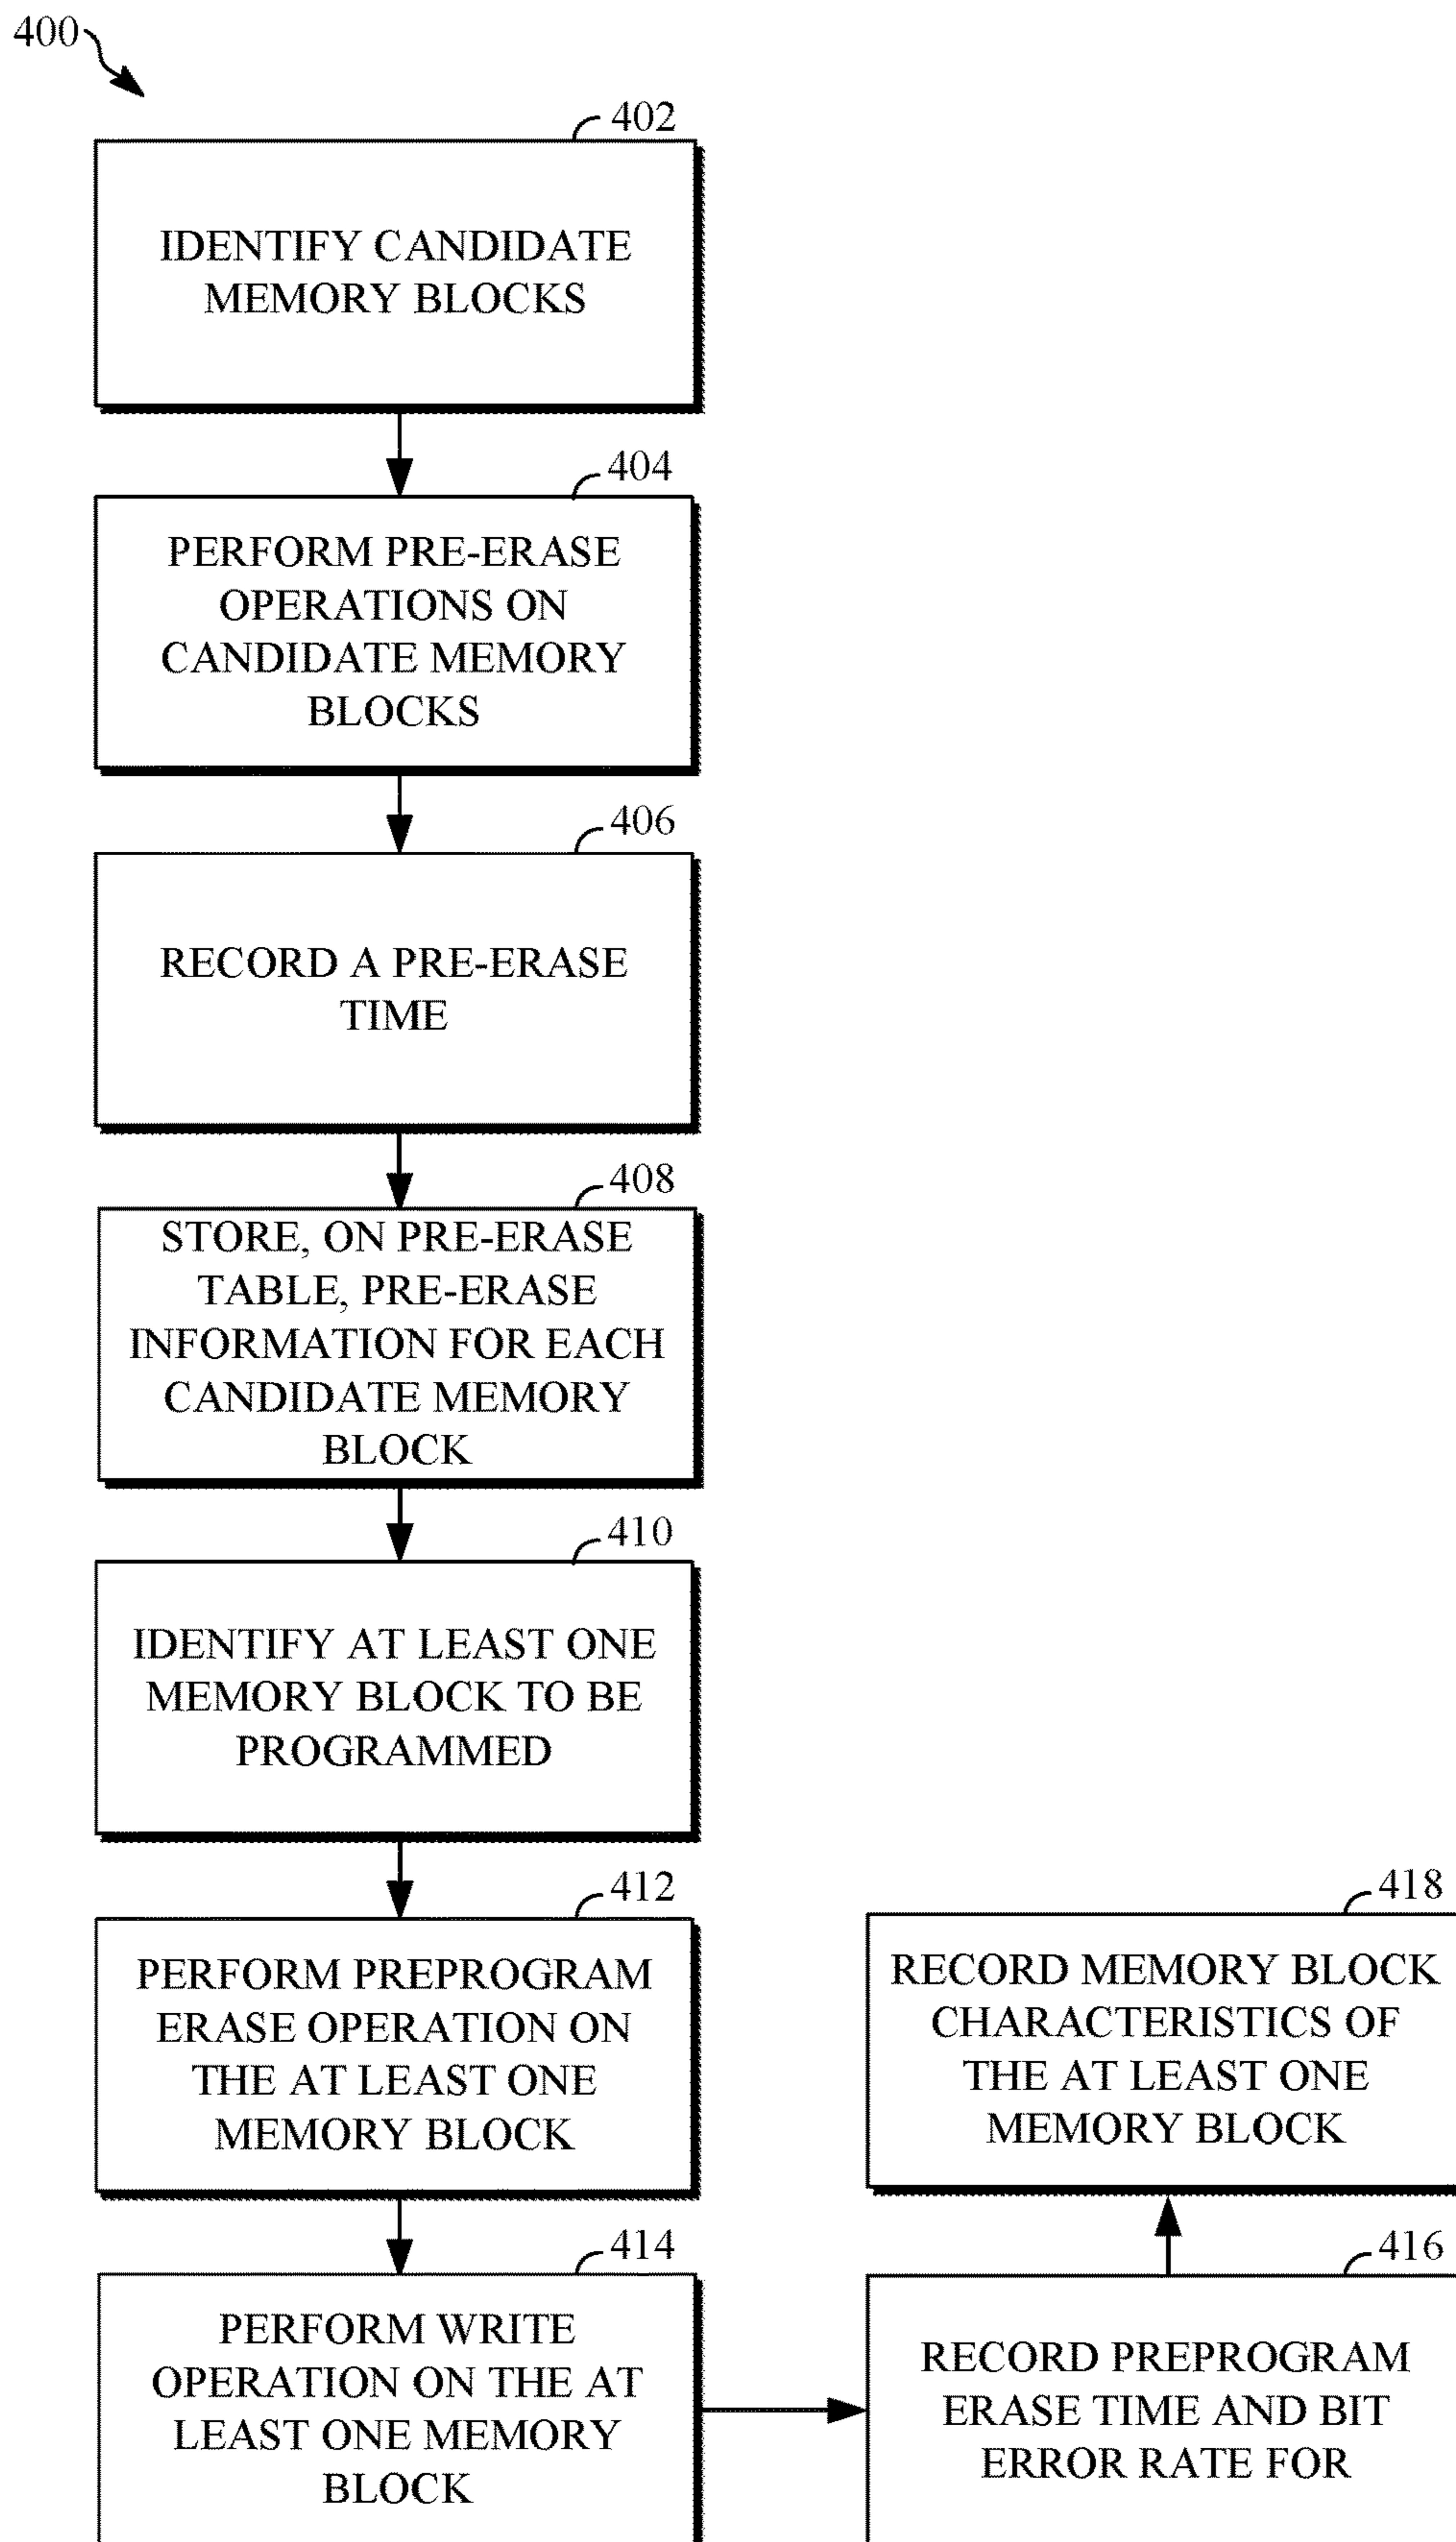 400
402
IDENTIFY CANDIDATE
MEMORY BLOCKS
404
PERFORM PRE-ERASE
OPERATIONS ON
CANDIDATE MEMORY
BLOCKS
406
RECORD A PRE-ERASE
TIME
408
STORE, ON PRE-ERASE
TABLE, PRE-ERASE
INFORMATION FOR EACH
CANDIDATE MEMORY
BLOCK
410
IDENTIFY AT LEAST ONE
MEMORY BLOCK TO BE
PROGRAMMED
412
PERFORM PREPROGRAM
ERASE OPERATION ON
THE AT LEAST ONE
MEMORY BLOCK
414
PERFORM WRITE
OPERATION ON THE AT
LEAST ONE MEMORY
BLOCK
416
RECORD PREPROGRAM
ERASE TIME AND BIT
ERROR RATE FOR
418
RECORD MEMORY BLOCK
CHARACTERISTICS OF
THE AT LEAST ONE
MEMORY BLOCK